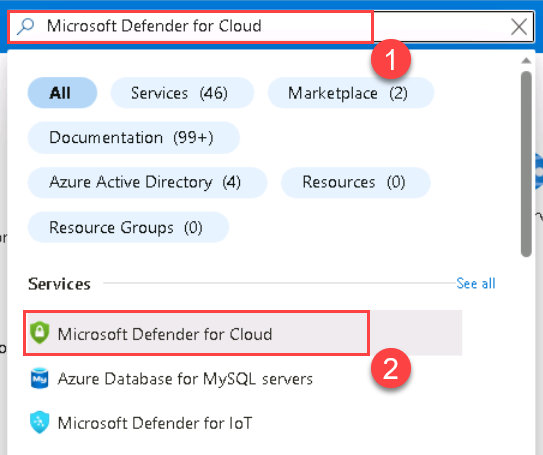 Microsoft Defender for Cloud
1
All Services (46) Marketplace (2)
Documentation (99+)
Azure Active Directory (4) Resources (0)
Resource Groups (0)
Services See all
Microsoft Defender for Cloud
2
Azure Database for MySQL servers
Microsoft Defender for IoT